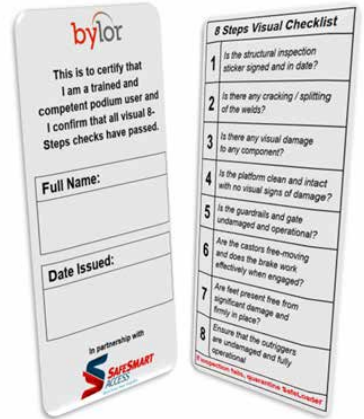 bylor
This is to certify that
I am a trained and
competent podium user and
I confirm that all visual 8-
Steps checks have passed.
Full Name:
Date Issued:
In partnership with
SAFESMART
ACCESS
8 Steps Visual Checklist
1 Is the structural inspection
sticker signed and in date?
2 Is there any cracking / splitting
of the welds?
3 Is there any visual damage
to any component?
4 Is the platform clean and intact
with no visual signs of damage?
5 Is the guardrails and gate
undamaged and operational?
6 Are the castors free-moving
and does the brake work
effectively when engaged?
7 Are feet present free from
significant damage and
firmly in place?
8 Ensure that the outriggers
are undamaged and fully
operational
If inspection fails, quarantine SafeLoader